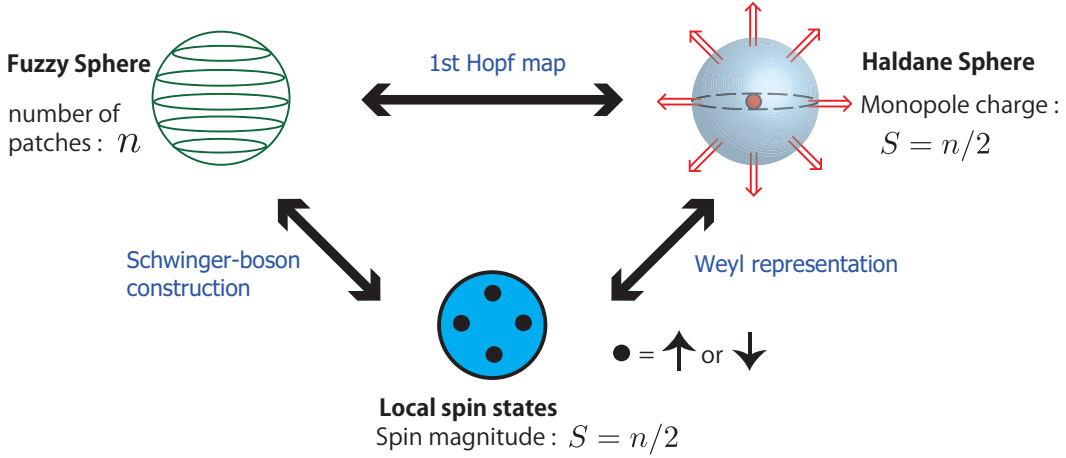 Fuzzy Sphere
number of
patches : n
1st Hopf map
Haldane Sphere
Monopole charge :
S = n/2
Schwinger-boson
construction
Weyl representation
● = ↑ or ↓
Local spin states
Spin magnitude : S = n/2